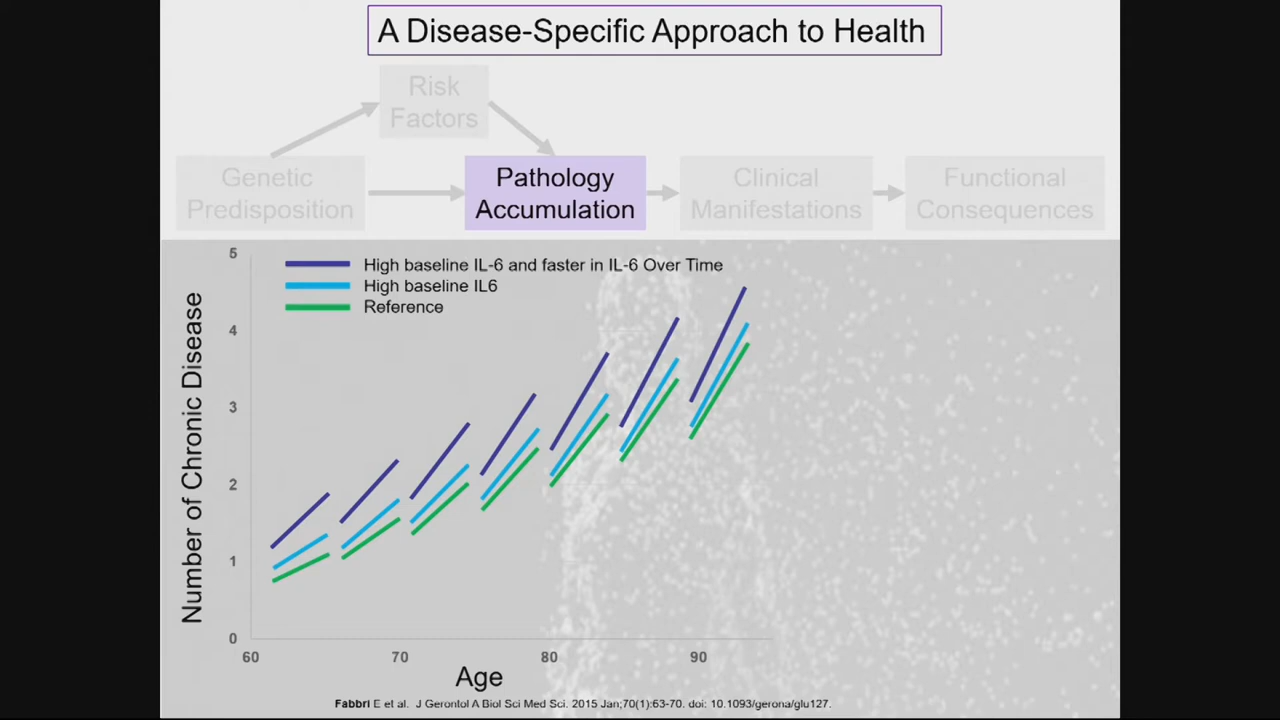 A Disease-Specific Approach to Health
Risk
Factors
Genetic
Predisposition
Pathology
Accumulation
Clinical
Manifestations
Functional
Consequences
Number of Chronic Disease
5
4
3
2
1
0
High baseline IL-6 and faster in IL-6 Over Time
High baseline IL6
Reference
60
70
80
90
Age
Fabbri E et al. J Gerontol A Biol Sci Med Sci. 2015 Jan;70(1):63-70. doi: 10.1093/gerona/glu127.